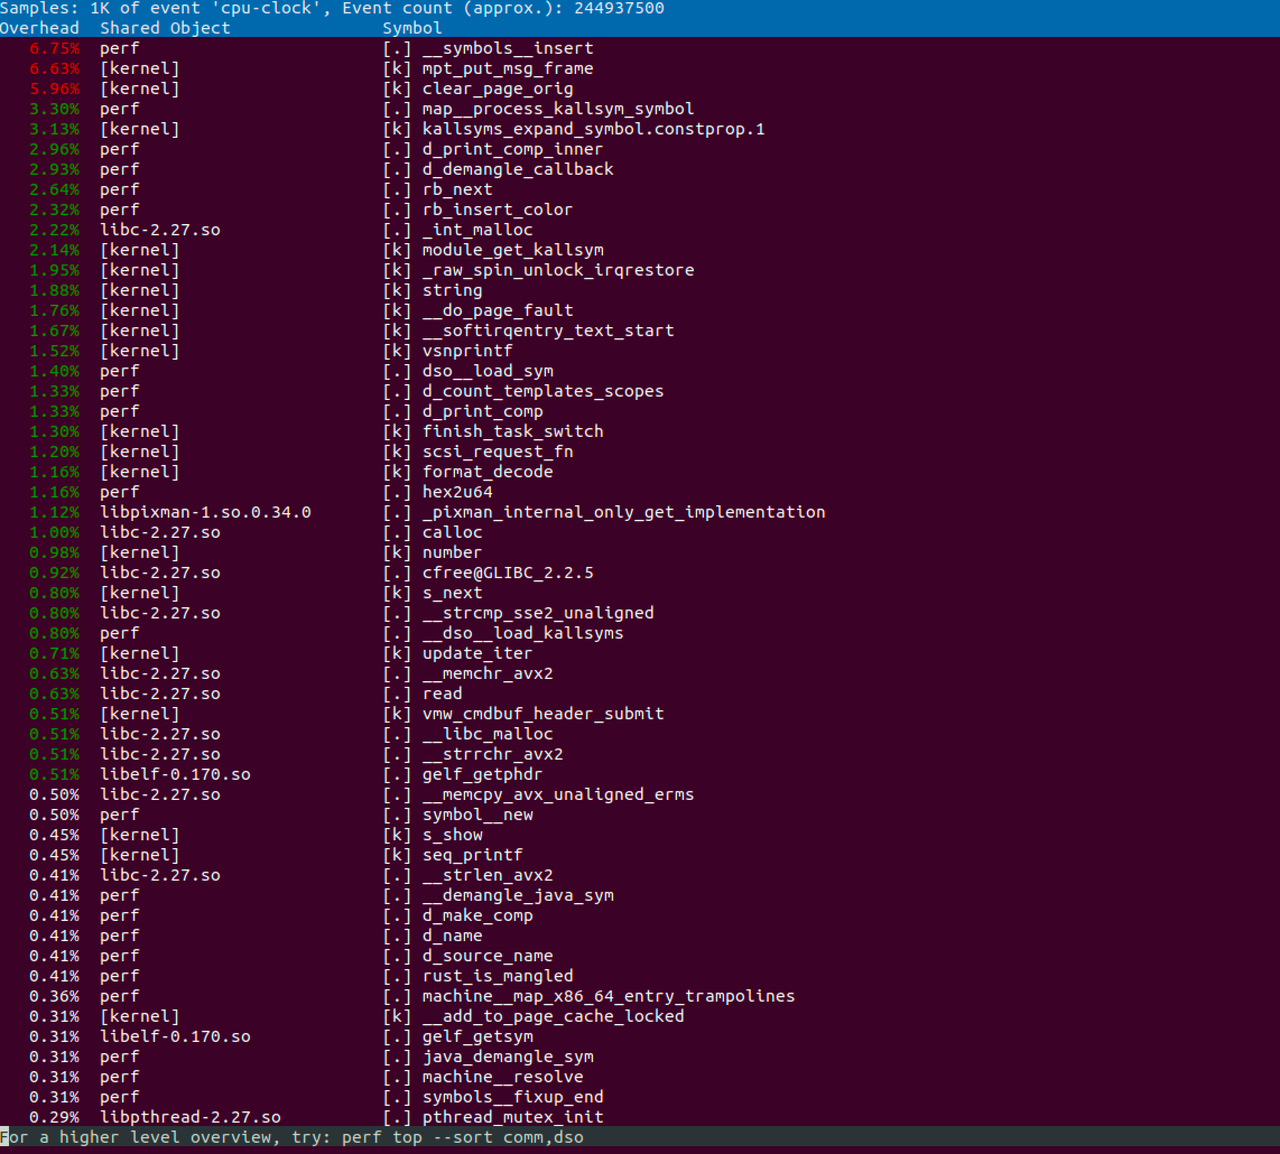 Samples: 1K of event 'cpu-clock', Event count (approx.): 244937500
Overhead  Shared Object               Symbol
   6.75%  perf                        [.] __symbols__insert
   6.63%  [kernel]                    [k] mpt_put_msg_frame
   5.96%  [kernel]                    [k] clear_page_orig
   3.30%  perf                        [.] map__process_kallsym_symbol
   3.13%  [kernel]                    [k] kallsyms_expand_symbol.constprop.1
   2.96%  perf                        [.] d_print_comp_inner
   2.93%  perf                        [.] d_demangle_callback
   2.64%  perf                        [.] rb_next
   2.32%  perf                        [.] rb_insert_color
   2.22%  libc-2.27.so                [.] _int_malloc
   2.14%  [kernel]                    [k] module_get_kallsym
   1.95%  [kernel]                    [k] _raw_spin_unlock_irqrestore
   1.88%  [kernel]                    [k] string
   1.76%  [kernel]                    [k] __do_page_fault
   1.67%  [kernel]                    [k] __softirqentry_text_start
   1.52%  [kernel]                    [k] vsnprintf
   1.40%  perf                        [.] dso__load_sym
   1.33%  perf                        [.] d_count_templates_scopes
   1.33%  perf                        [.] d_print_comp
   1.30%  [kernel]                    [k] finish_task_switch
   1.20%  [kernel]                    [k] scsi_request_fn
   1.16%  [kernel]                    [k] format_decode
   1.16%  perf                        [.] hex2u64
   1.12%  libpixman-1.so.0.34.0       [.] _pixman_internal_only_get_implementation
   1.00%  libc-2.27.so                [.] calloc
   0.98%  [kernel]                    [k] number
   0.92%  libc-2.27.so                [.] cfree@GLIBC_2.2.5
   0.80%  [kernel]                    [k] s_next
   0.80%  libc-2.27.so                [.] __strcmp_sse2_unaligned
   0.80%  perf                        [.] __dso__load_kallsyms
   0.71%  [kernel]                    [k] update_iter
   0.63%  libc-2.27.so                [.] __memchr_avx2
   0.63%  libc-2.27.so                [.] read
   0.51%  [kernel]                    [k] vmw_cmdbuf_header_submit
   0.51%  libc-2.27.so                [.] __libc_malloc
   0.51%  libc-2.27.so                [.] __strrchr_avx2
   0.51%  libelf-0.170.so             [.] gelf_getphdr
   0.50%  libc-2.27.so                [.] __memcpy_avx_unaligned_erms
   0.50%  perf                        [.] symbol__new
   0.45%  [kernel]                    [k] s_show
   0.45%  [kernel]                    [k] seq_printf
   0.41%  libc-2.27.so                [.] __strlen_avx2
   0.41%  perf                        [.] __demangle_java_sym
   0.41%  perf                        [.] d_make_comp
   0.41%  perf                        [.] d_name
   0.41%  perf                        [.] d_source_name
   0.41%  perf                        [.] rust_is_mangled
   0.36%  perf                        [.] machine__map_x86_64_entry_trampolines
   0.31%  [kernel]                    [k] __add_to_page_cache_locked
   0.31%  libelf-0.170.so             [.] gelf_getsym
   0.31%  perf                        [.] java_demangle_sym
   0.31%  perf                        [.] machine__resolve
   0.31%  perf                        [.] symbols__fixup_end
   0.29%  libpthread-2.27.so          [.] pthread_mutex_init
For a higher level overview, try: perf top --sort comm,dso